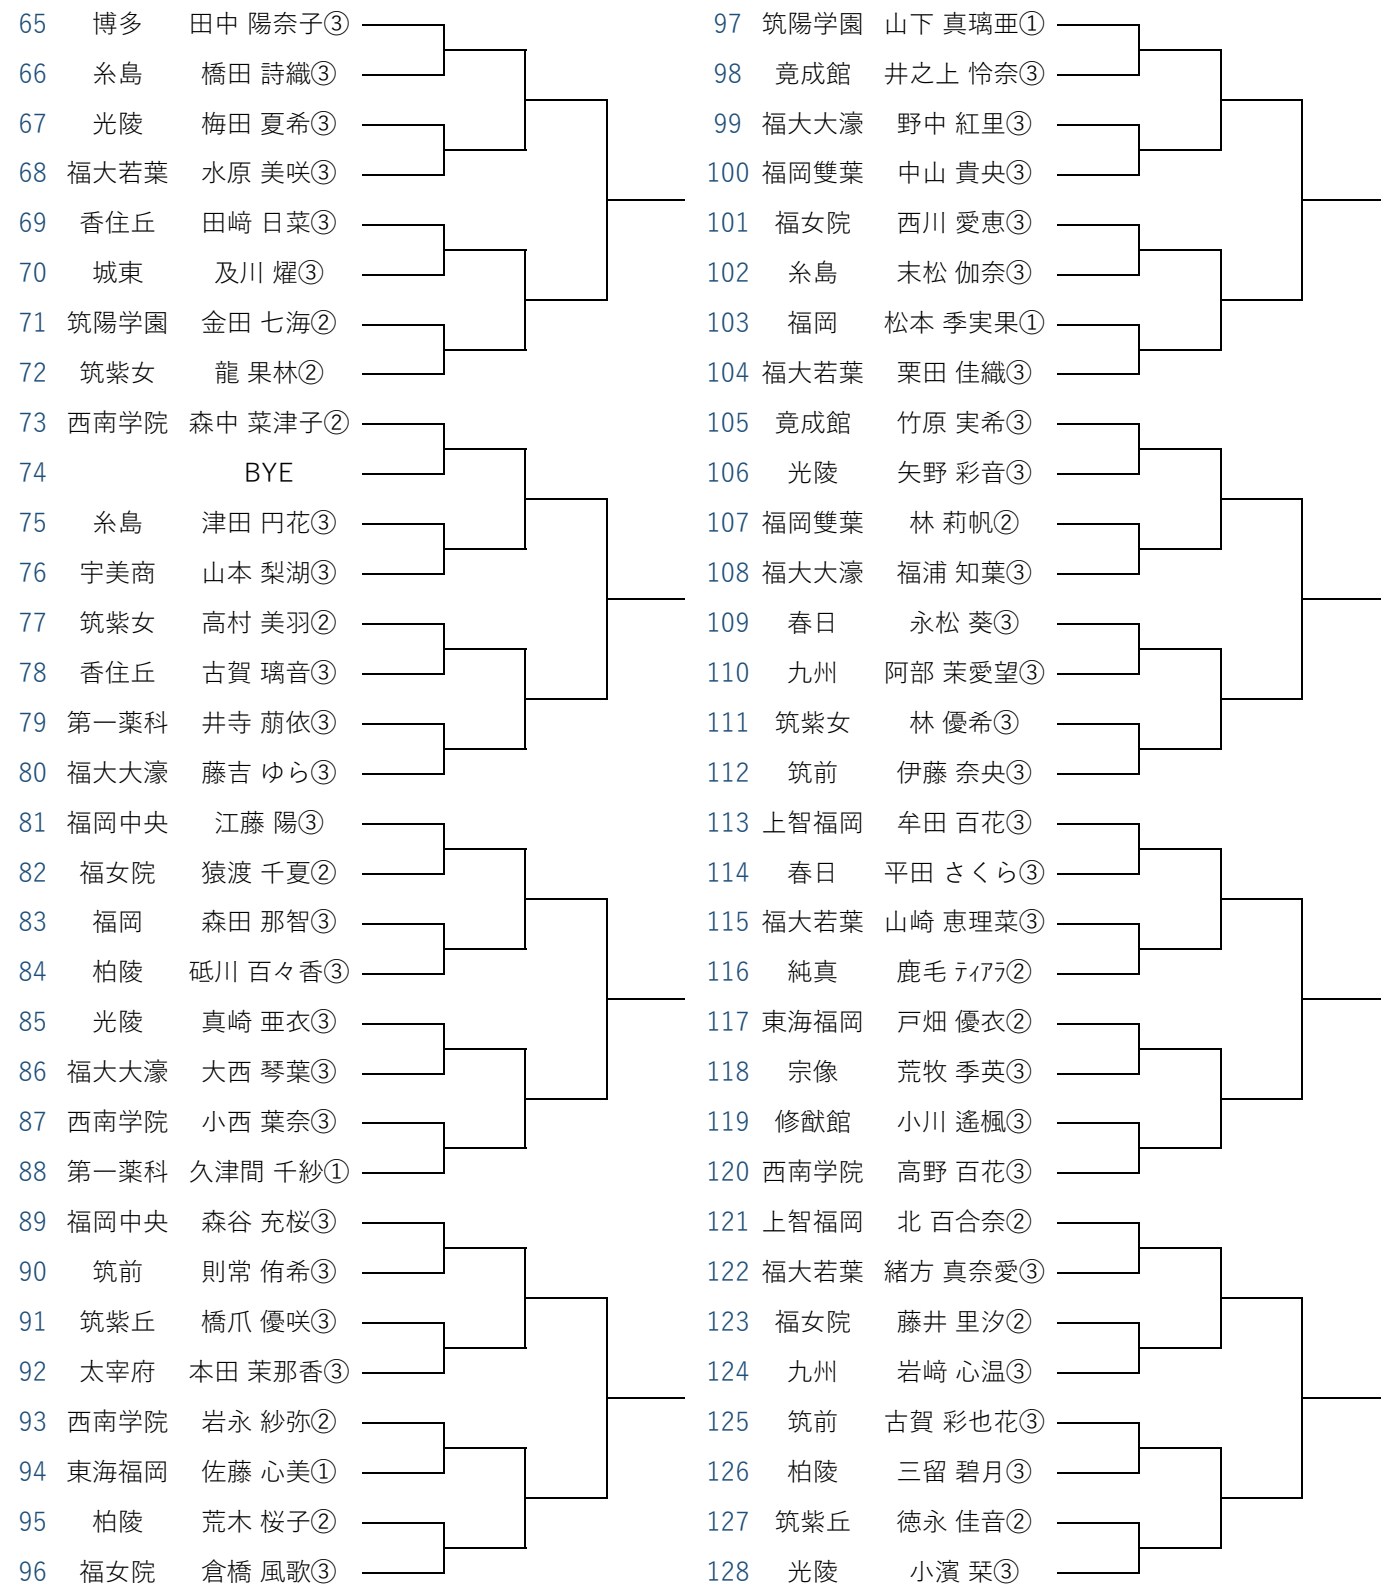 65 博多 田中 陽奈子③
66 糸島 橋田 詩織③
67 光陵 梅田 夏希③
68 福大若葉 水原 美咲③
69 香住丘 田﨑 日菜③
70 城東 及川 燿③
71 筑陽学園 金田 七海②
72 筑紫女 龍 果林②
73 西南学院 森中 菜津子②
74 BYE
75 糸島 津田 円花③
76 宇美商 山本 梨湖③
77 筑紫女 高村 美羽②
78 香住丘 古賀 璃音③
79 第一薬科 井寺 萠依③
80 福大大濠 藤吉 ゆら③
81 福岡中央 江藤 陽③
82 福女院 猿渡 千夏②
83 福岡 森田 那智③
84 柏陵 砥川 百々香③
85 光陵 真崎 亜衣③
86 福大大濠 大西 琴葉③
87 西南学院 小西 葉奈③
88 第一薬科 久津間 千紗①
89 福岡中央 森谷 充桜③
90 筑前 則常 侑希③
91 筑紫丘 橋爪 優咲③
92 太宰府 本田 茉那香③
93 西南学院 岩永 紗弥②
94 東海福岡 佐藤 心美①
95 柏陵 荒木 桜子②
96 福女院 倉橋 風歌③
97 筑陽学園 山下 真璃亜①
98 竟成館 井之上 怜奈③
99 福大大濠 野中 紅里③
100 福岡雙葉 中山 貴央③
101 福女院 西川 愛恵③
102 糸島 末松 伽奈③
103 福岡 松本 季実果①
104 福大若葉 栗田 佳織③
105 竟成館 竹原 実希③
106 光陵 矢野 彩音③
107 福岡雙葉 林 莉帆②
108 福大大濠 福浦 知葉③
109 春日 永松 葵③
110 九州 阿部 茉愛望③
111 筑紫女 林 優希③
112 筑前 伊藤 奈央③
113 上智福岡 牟田 百花③
114 春日 平田 さくら③
115 福大若葉 山崎 恵理菜③
116 純真 鹿毛 ティアラ②
117 東海福岡 戸畑 優衣②
118 宗像 荒牧 季英③
119 修猷館 小川 遙楓③
120 西南学院 高野 百花③
121 上智福岡 北 百合奈②
122 福大若葉 緒方 真奈愛③
123 福女院 藤井 里汐②
124 九州 岩﨑 心温③
125 筑前 古賀 彩也花③
126 柏陵 三留 碧月③
127 筑紫丘 徳永 佳音②
128 光陵 小濱 栞③